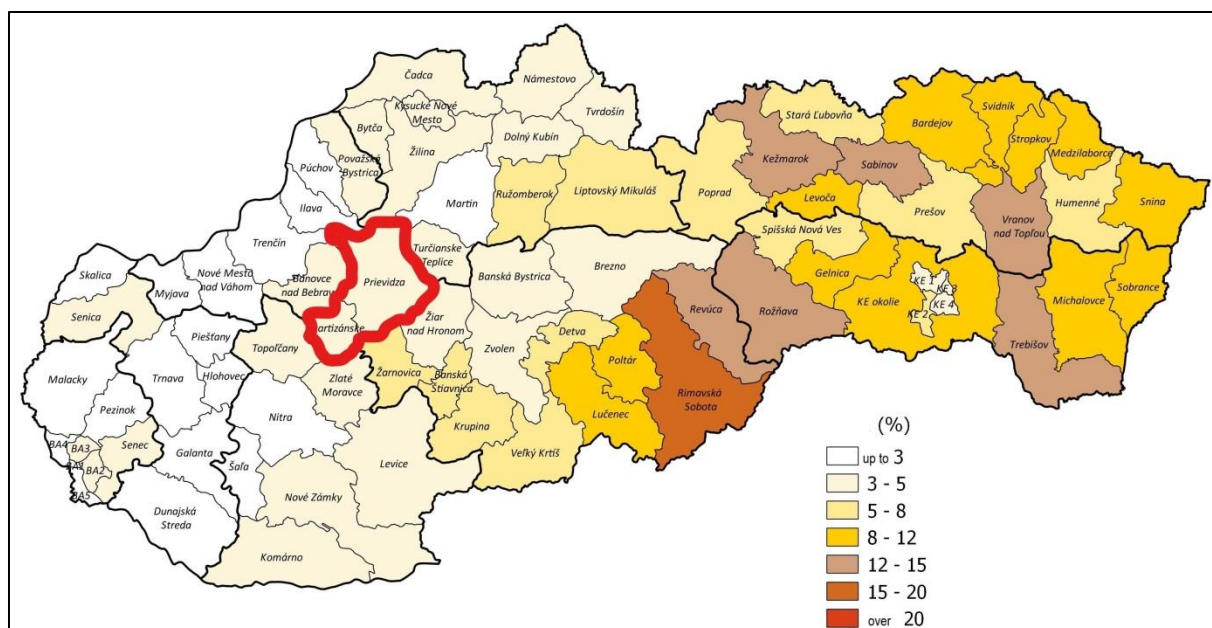 Čadca
Námestovo
Kysucké Nové
Mesto
Tvrdošín
Bytča
Dolný Kubín
Žilina
Považská
Bystrica
Púchov
Ilava
Martin
Ružomberok
Liptovský Mikuláš
Poprad
Kežmarok
Stará Ľubovňa
Sabinov
Levoča
Bardejov
Svidník
Stropkov
Medzilaborce
Snina
Humenné
Prešov
Vranov
nad Topľou
Trenčín
Turčianske
Teplice
Prievidza
Bánovce
nad Bebrav
Partizánske
Nové Mesto
nad Váhom
Skalica
Myjava
Senica
Piešťany
Topoľčany
Žiar
nad Hronom
Banská Bystrica
Brezno
Spišská Nová Ves
Gelnica
KE okolie
KE 1
KE 3
KE 4
KE 2
Michalovce
Sobrance
Trebišov
Rožňava
Revúca
Rimavská
Sobota
Detva
Poltár
Lučenec
Zvolen
Žarnovica
Banská
Štiavnica
Krupina
Veľký Krtíš
Zlaté
Moravce
Levice
Nitra
Hlohovec
Trnava
Malacky
Pezinok
Senec
BA4
BA3
BA2
BA5
Galanta
Šaľa
Dunajská
Streda
Nové Zámky
Komárno
(%)
up to 3
3 - 5
5 - 8
8 - 12
12 - 15
15 - 20
over 20